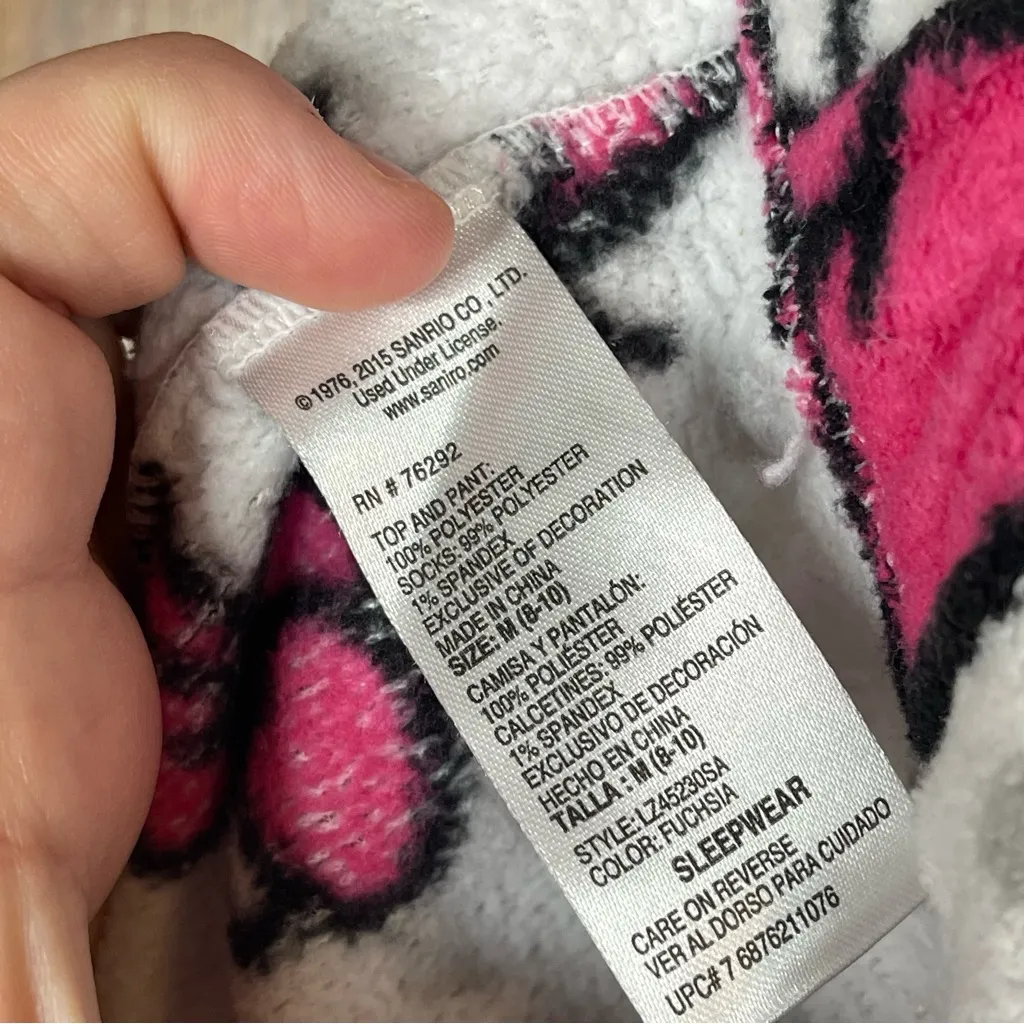 © 1976, 2015 SANRIO CO., LTD.
Used Under License.
www.saniro.com
RN # 76292
TOP AND PANT:
100% POLYESTER
SOCKS: 99% POLYESTER
1% SPANDEX
EXCLUSIVE OF DECORATION
MADE IN CHINA
SIZE: M (8-10)
CAMISA Y PANTALÓN:
100% POLIÉSTER
CALCETINES: 99% POLIÉSTER
1% SPANDEX
EXCLUSIVO DE DECORACIÓN
HECHO EN CHINA
TALLA : M (8-10)
STYLE: LZ45230SA
COLOR: FUCHSIA
SLEEPWEAR
CARE ON REVERSE
VER AL DORSO PARA CUIDADO
UPC# 7 6876211076